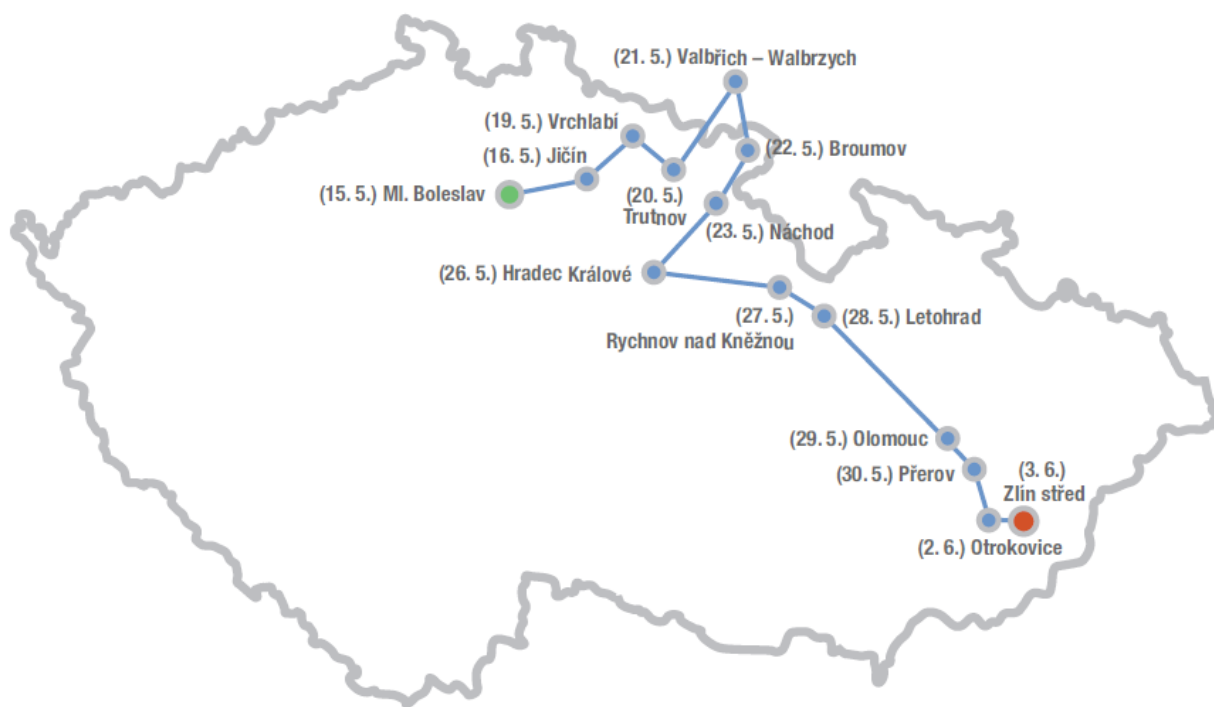 (21. 5.) Valbřich – Walbrzych
(19. 5.) Vrchlabí
(16. 5.) Jičín
(22. 5.) Broumov
(15. 5.) Ml. Boleslav
(20. 5.)
Trutnov
(23. 5.) Náchod
(26. 5.) Hradec Králové
(27. 5.)
Rychnov nad Kněžnou
(28. 5.) Letohrad
(29. 5.) Olomouc
(30. 5.) Přerov
(3. 6.)
Zlín střed
(2. 6.) Otrokovice